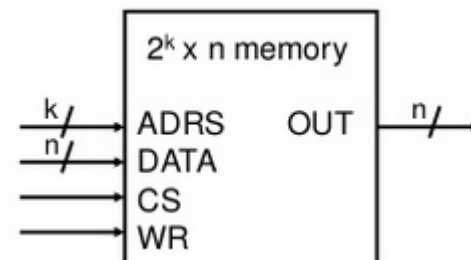 2ᵏ x n memory
k
ADRS OUT n
n
DATA
CS
WR